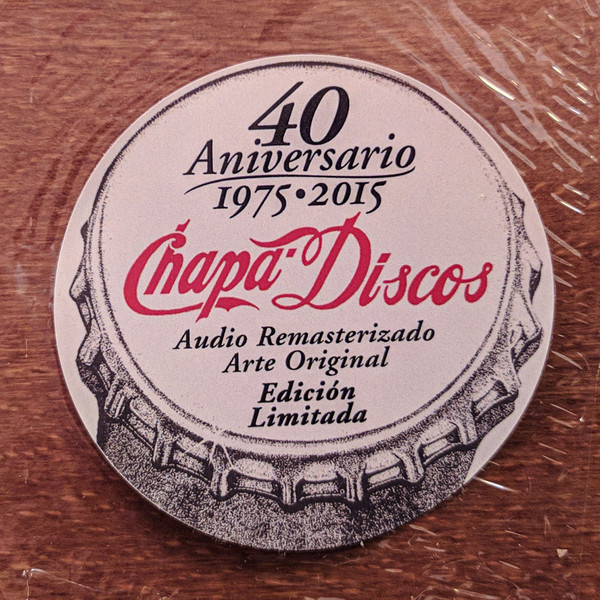 40
Aniversario
1975•2015
Chapa Discos
Audio Remasterizado
Arte Original
Edición
Limitada